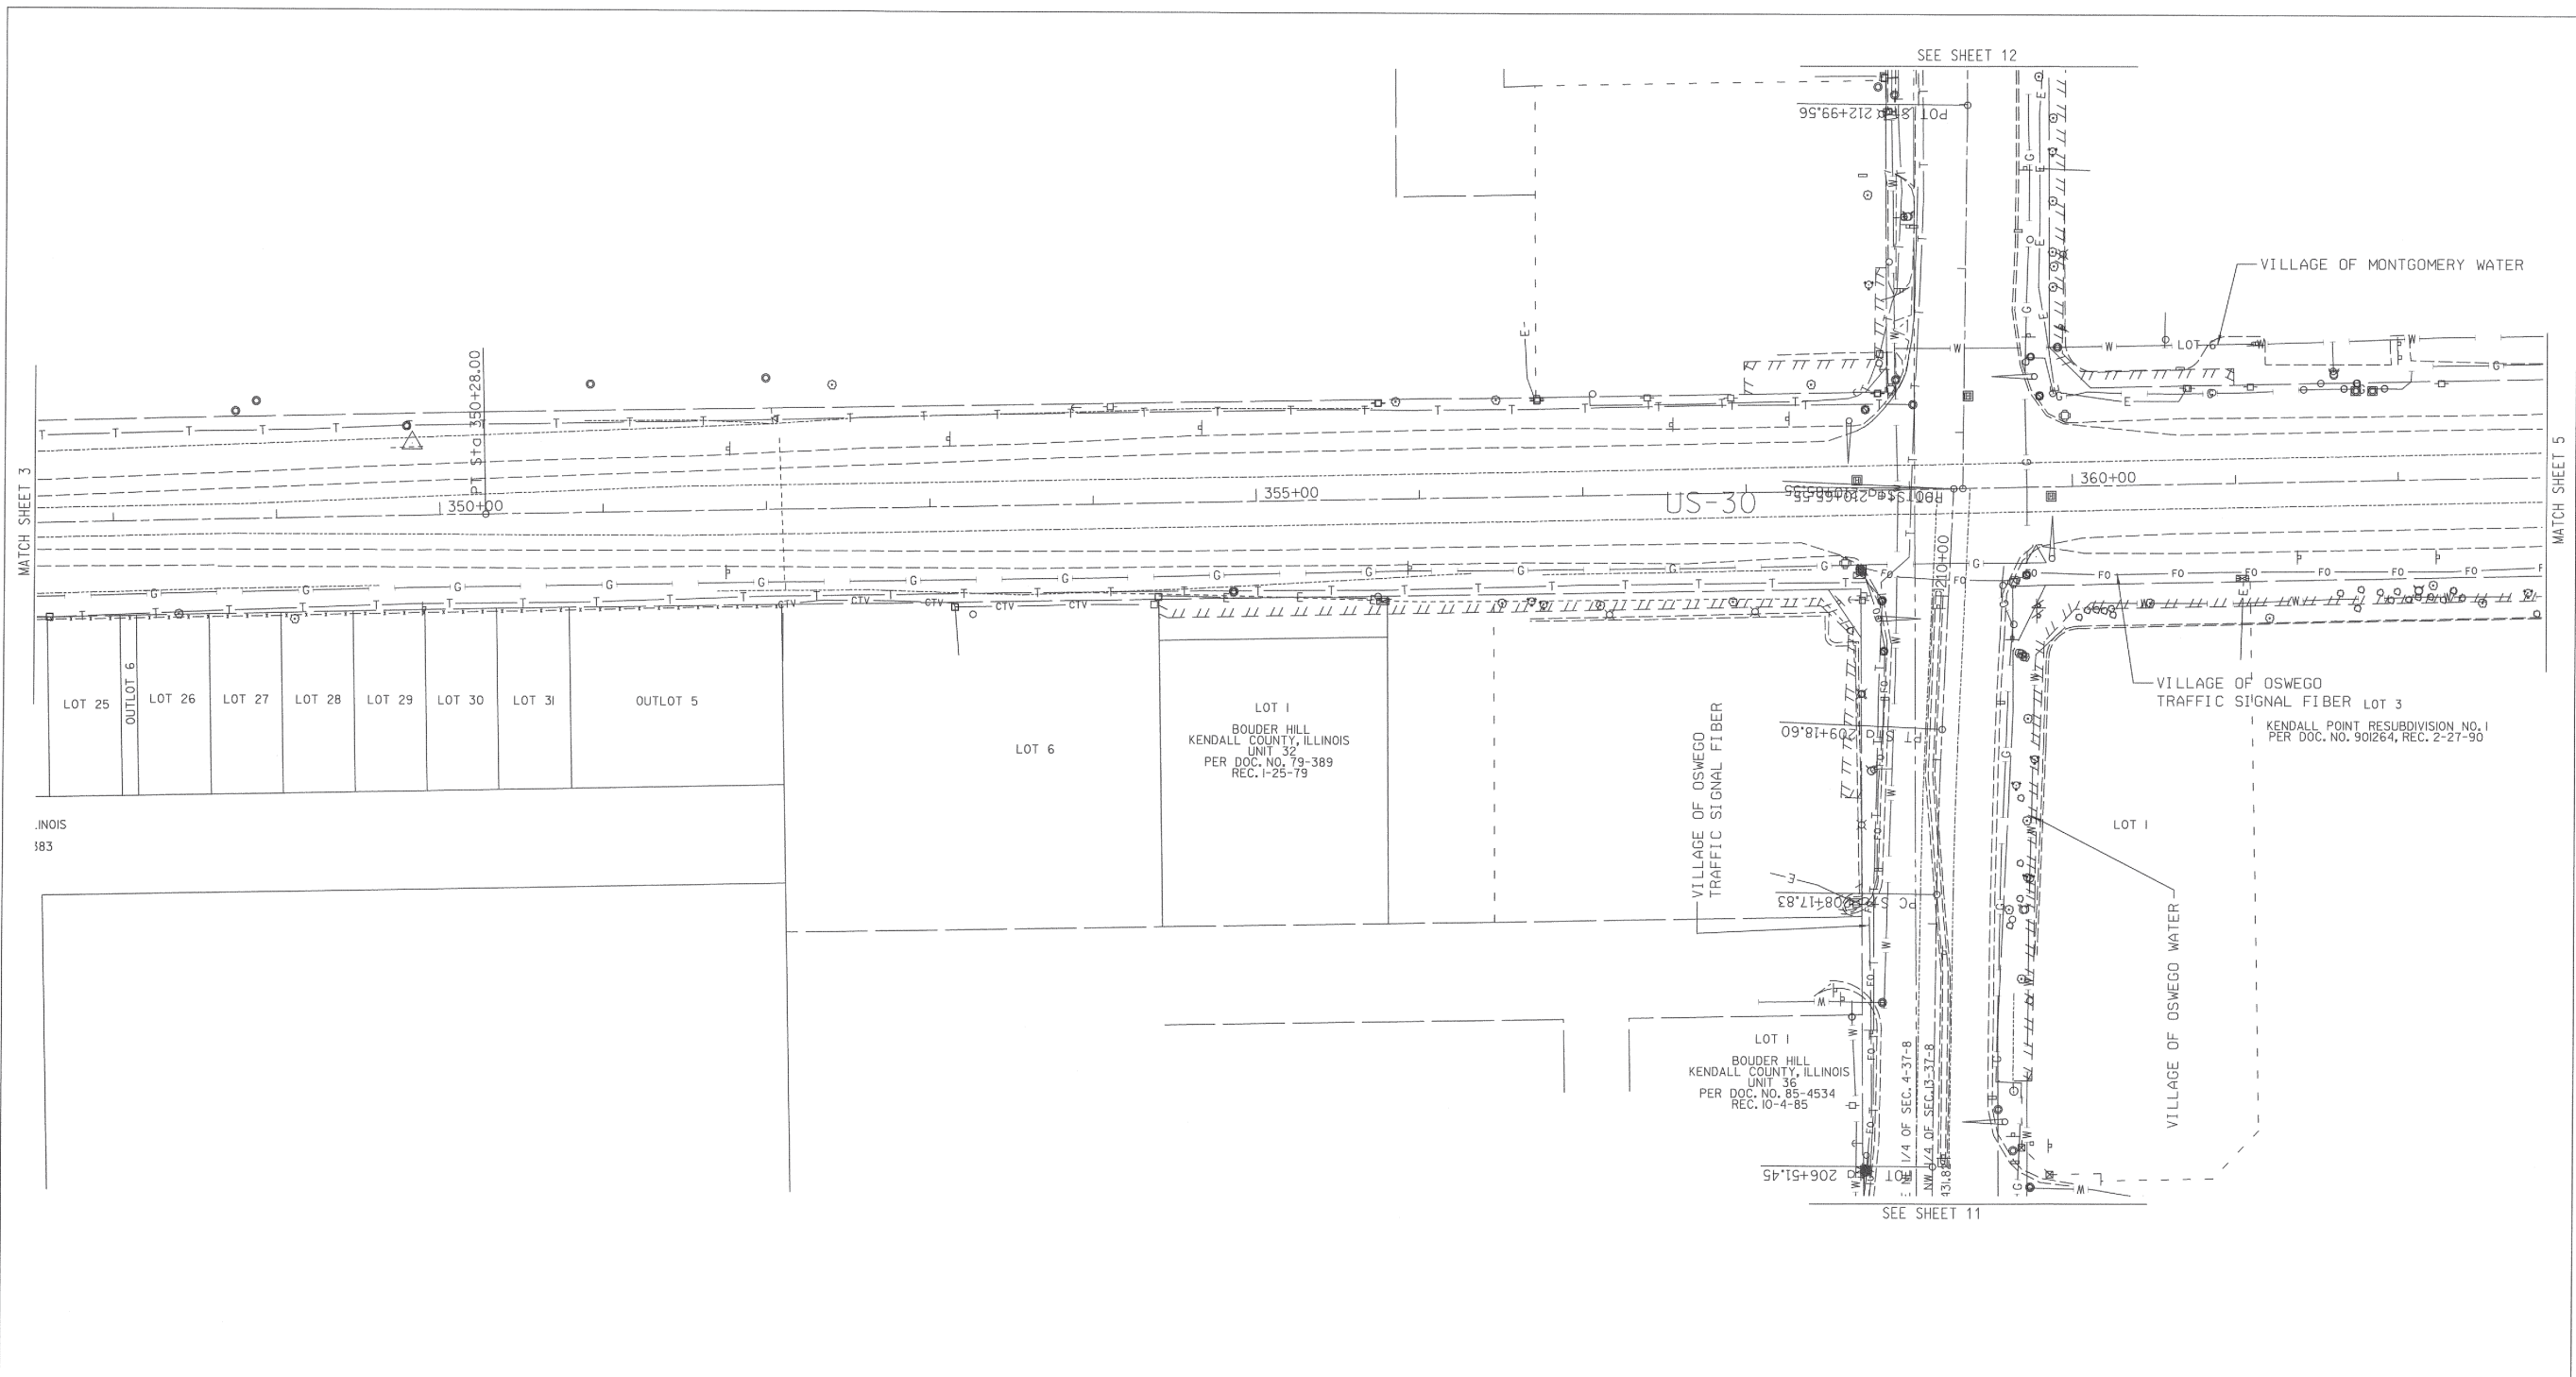 SEE SHEET 12
POT Sta 212+99.56
VILLAGE OF MONTGOMERY WATER
LOT 6
MATCH SHEET 3
PT Sta 350+28.00
350+00
355+00
US-30
360+00
MATCH SHEET 5
210+00
LOT 25
OUTLOT 6
LOT 26
LOT 27
LOT 28
LOT 29
LOT 30
LOT 31
OUTLOT 5
LOT 6
LOT 1
BOUDER HILL
KENDALL COUNTY, ILLINOIS
UNIT 32
PER DOC. NO. 79-389
REC. 1-25-79
VILLAGE OF OSWEGO
TRAFFIC SIGNAL FIBER
PT Sta 209+18.60
VILLAGE OF OSWEGO
TRAFFIC SIGNAL FIBER
LOT 3
KENDALL POINT RESUBDIVISION NO. 1
PER DOC. NO. 901264, REC. 2-27-90
LOT 1
PC Sta 208+17.83
VILLAGE OF OSWEGO WATER
LOT 1
BOUDER HILL
KENDALL COUNTY, ILLINOIS
UNIT 36
PER DOC. NO. 85-4534
REC. 10-4-85
1/4 OF SEC. 4-37-8
NW 1/4 OF SEC. 13-37-8
POT Sta 206+51.45
SEE SHEET 11